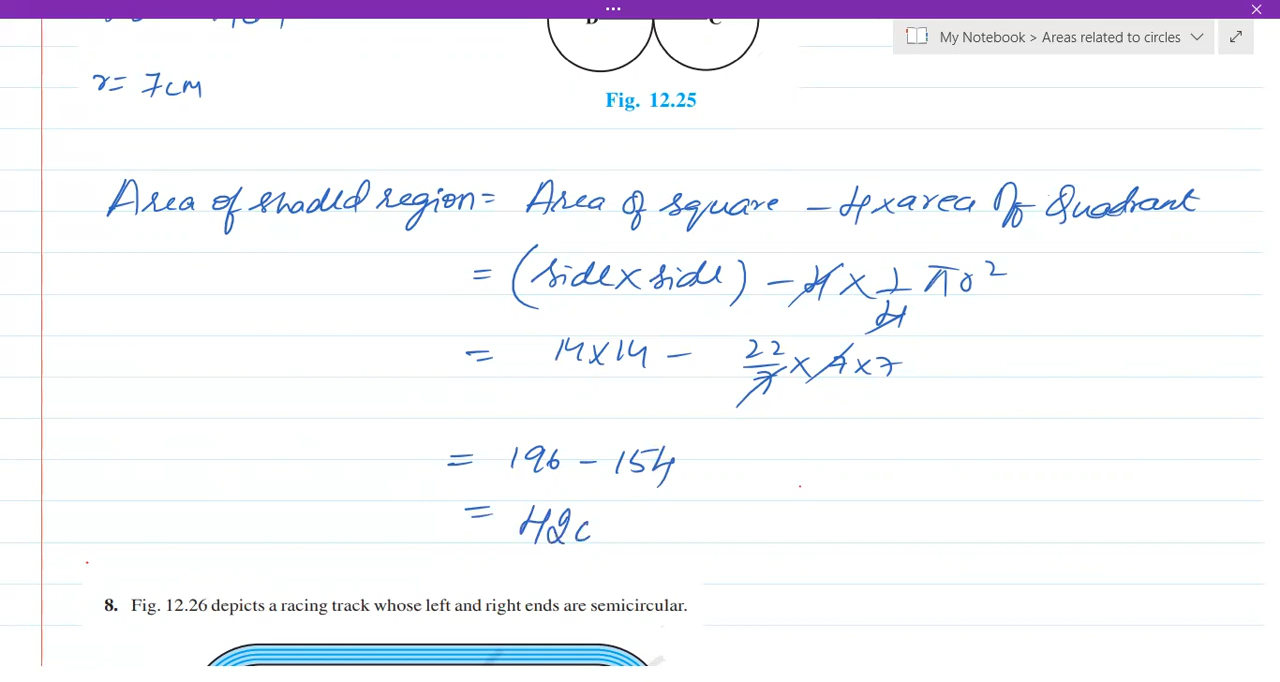 My Notebook > Areas related to circles
D C
r = 7cm
Fig. 12.25
Area of shaded region = Area of square - 4 x area of Quadrant
= (side x side) - 4 x 1/4 πr²
= 14 x 14 - 22/7 x 7 x 7
= 196 - 154
= 42c
8. Fig. 12.26 depicts a racing track whose left and right ends are semicircular.